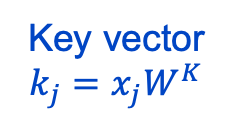 Key vector
k_j = x_j W^K